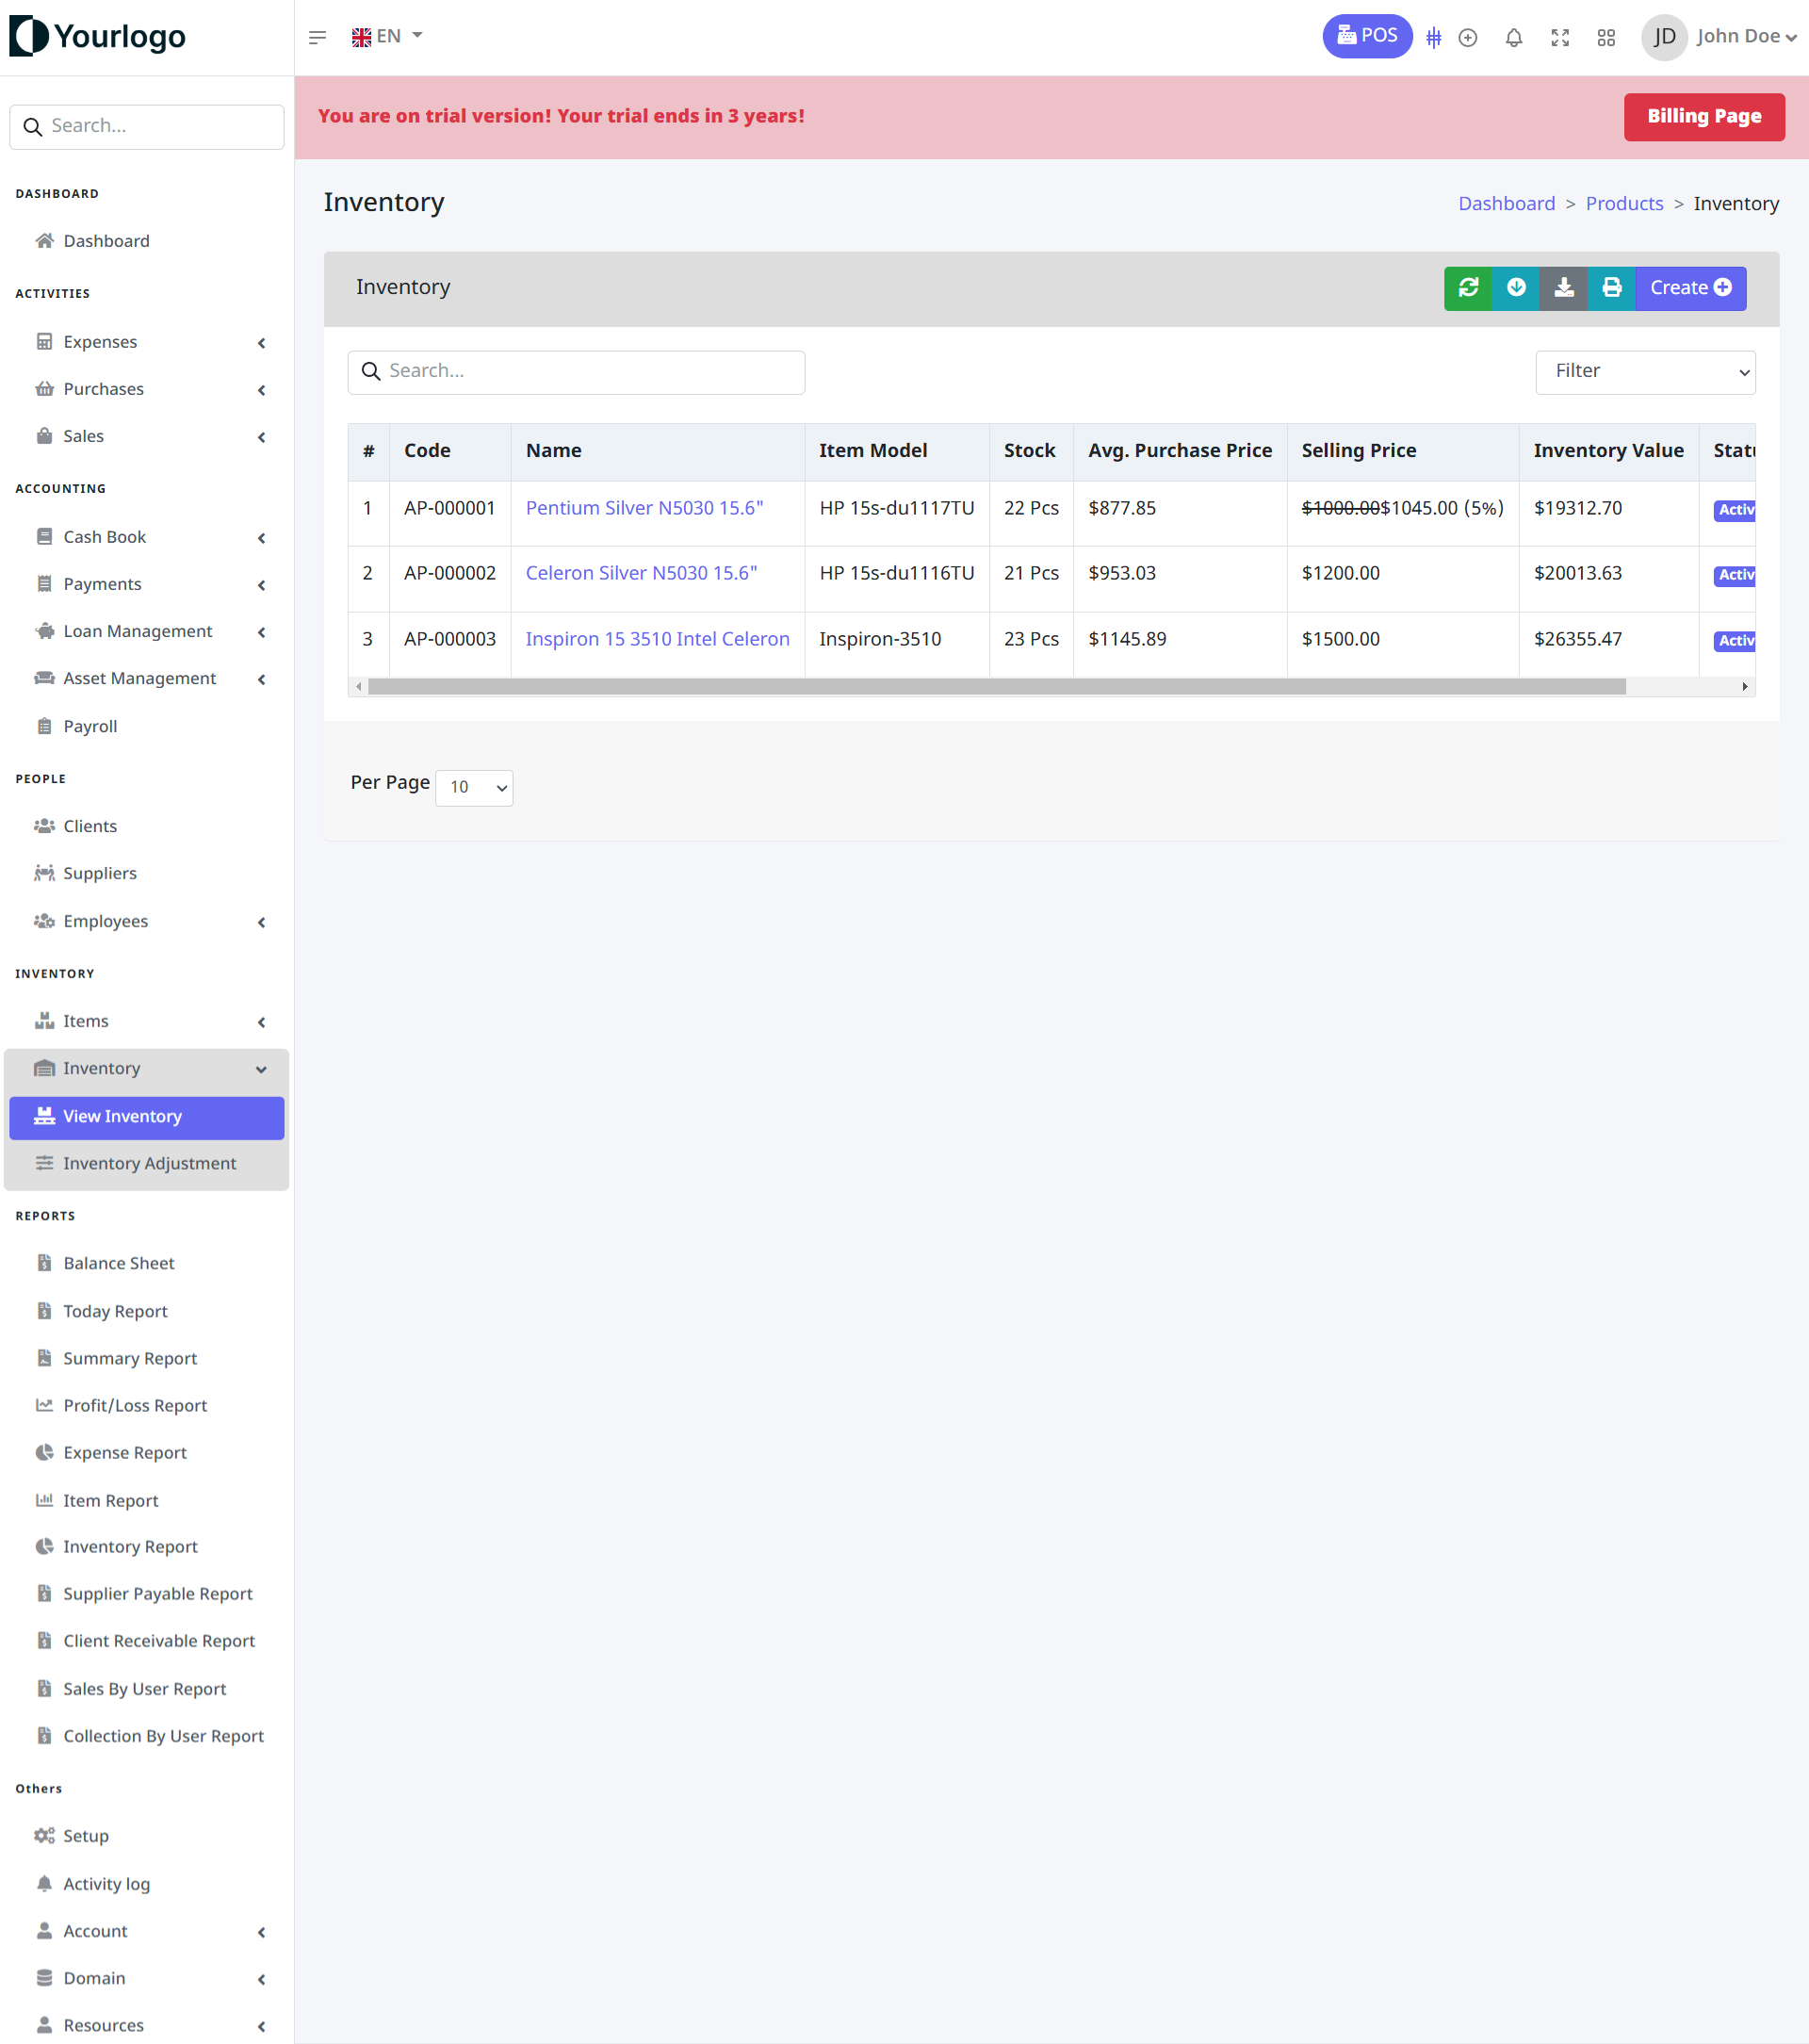 Yourlogo
EN
POS
JD
John Doe
Search...
You are on trial version! Your trial ends in 3 years!
Billing Page
DASHBOARD
Dashboard
ACTIVITIES
Expenses
Purchases
Sales
ACCOUNTING
Cash Book
Payments
Loan Management
Asset Management
Payroll
PEOPLE
Clients
Suppliers
Employees
INVENTORY
Items
Inventory
View Inventory
Inventory Adjustment
REPORTS
Balance Sheet
Today Report
Summary Report
Profit/Loss Report
Expense Report
Item Report
Inventory Report
Supplier Payable Report
Client Receivable Report
Sales By User Report
Collection By User Report
Others
Setup
Activity log
Account
Domain
Resources
Inventory
Dashboard > Products > Inventory
Inventory
Create
Search...
Filter
# Code Name Item Model Stock Avg. Purchase Price Selling Price Inventory Value Statu
1 AP-000001 Pentium Silver N5030 15.6" HP 15s-du1117TU 22 Pcs $877.85 $1000.00$1045.00 (5%) $19312.70 Activ
2 AP-000002 Celeron Silver N5030 15.6" HP 15s-du1116TU 21 Pcs $953.03 $1200.00 $20013.63 Activ
3 AP-000003 Inspiron 15 3510 Intel Celeron Inspiron-3510 23 Pcs $1145.89 $1500.00 $26355.47 Activ
Per Page 10